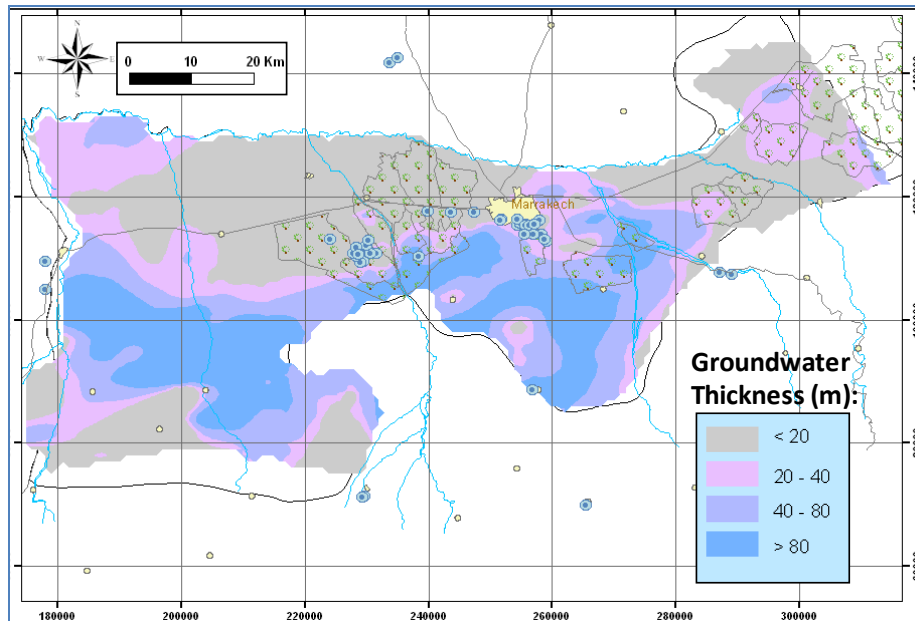 N
W E
S
0 10 20 Km
Marrakech
Groundwater
Thickness (m):
< 20
20 - 40
40 - 80
> 80
180000 200000 220000 240000 260000 280000 300000